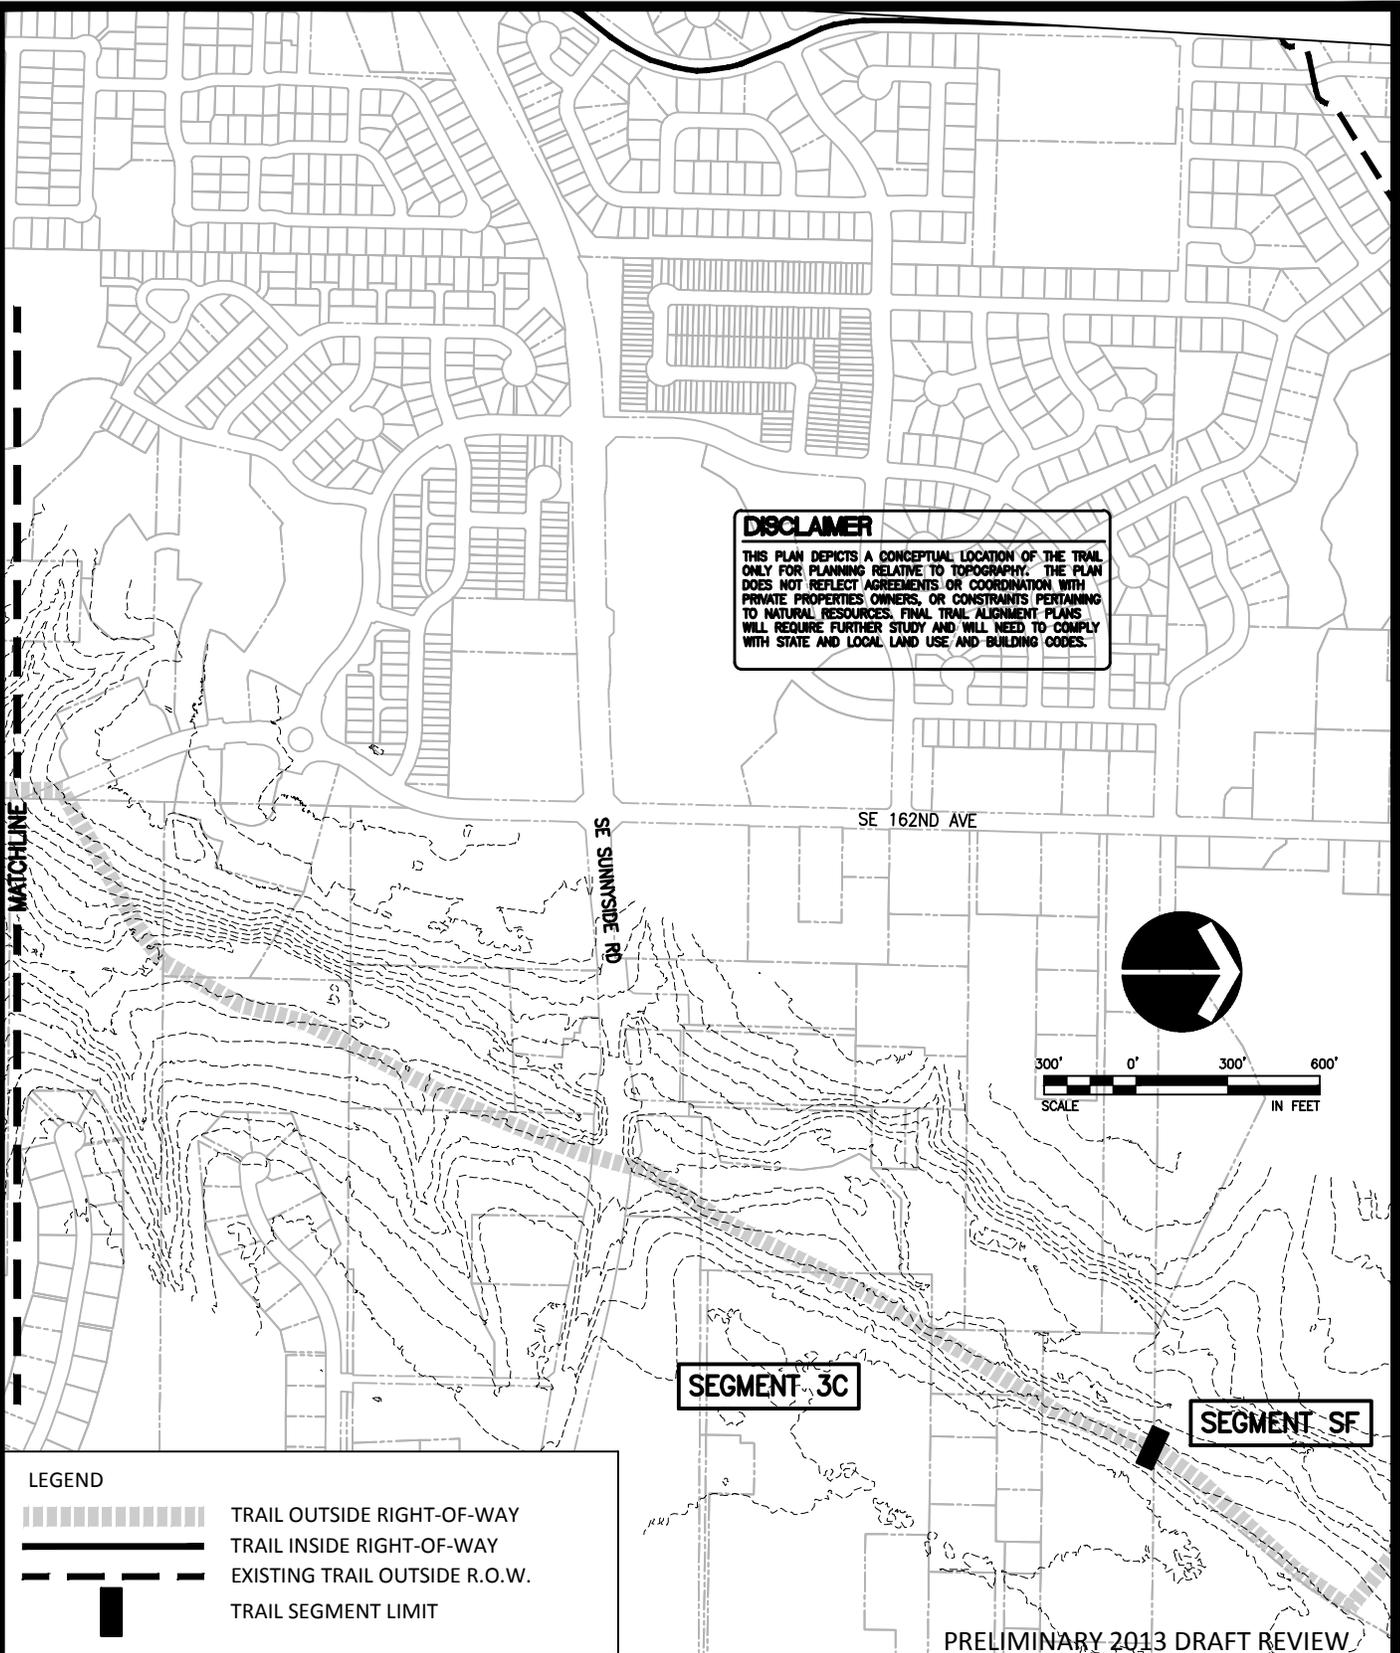 DISCLAIMER
THIS PLAN DEPICTS A CONCEPTUAL LOCATION OF THE TRAIL
ONLY FOR PLANNING RELATIVE TO TOPOGRAPHY. THE PLAN
DOES NOT REFLECT AGREEMENTS OR COORDINATION WITH
PRIVATE PROPERTIES OWNERS, OR CONSTRAINTS PERTAINING
TO NATURAL RESOURCES. FINAL TRAIL ALIGNMENT PLANS
WILL REQUIRE FURTHER STUDY AND WILL NEED TO COMPLY
WITH STATE AND LOCAL LAND USE AND BUILDING CODES.
MATCHLINE
SE 162ND AVE
SE SUNNYSIDE RD
300' 0' 300' 600'
SCALE IN FEET
SEGMENT 3C
SEGMENT SF
LEGEND
TRAIL OUTSIDE RIGHT-OF-WAY
TRAIL INSIDE RIGHT-OF-WAY
EXISTING TRAIL OUTSIDE R.O.W.
TRAIL SEGMENT LIMIT
PRELIMINARY 2013 DRAFT REVIEW